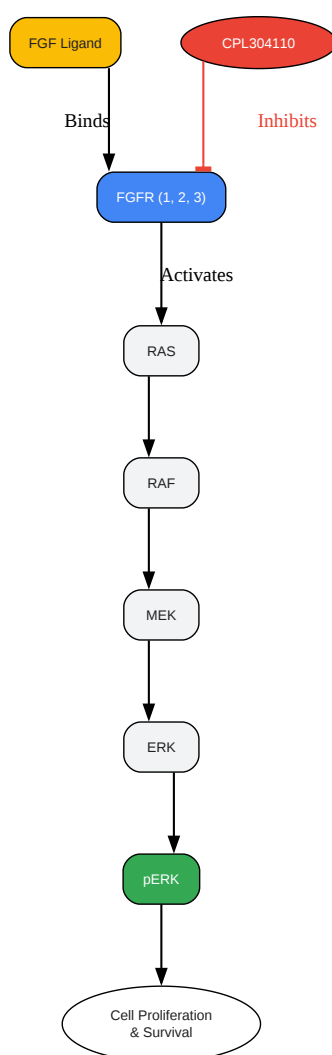 FGF Ligand
CPL304110
Binds
Inhibits
FGFR (1, 2, 3)
Activates
RAS
RAF
MEK
ERK
pERK
Cell Proliferation
& Survival